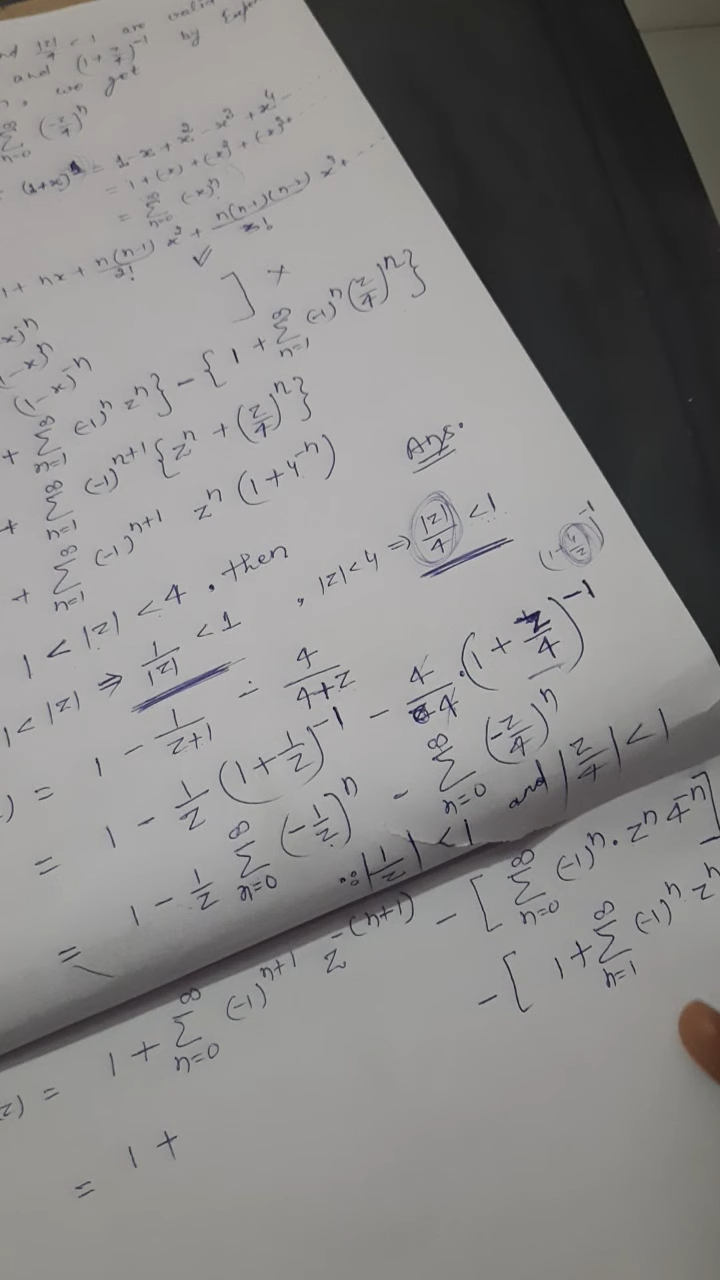 nd |z|/4 < 1 are valid
and (1+z/4)^-1 by Expan
n, we get
∑_{n=0}^∞ (-z/4)^n
(1+x)^-1 = 1-x+x²-x³+x⁴-
= 1+(-x)+(-x)²+(-x)³+.....
= ∑_{n=0}^∞ (-x)^n
1+nx+n(n-1)/2! x²+n(n-1)(n-2)/3! x³+.....
-x)^n
1-x)^n
(1-x)^-n
] ×
+ ∑_{n=1}^∞ (-1)^n z^n} - {1+∑_{n=1}^∞ (-1)^n (z/4)^n}
+ ∑_{n=1}^∞ (-1)^{n+1} {z^n + (z/4)^n}
+ ∑_{n=1}^∞ (-1)^{n+1} z^n (1+4^-n) Ans.
1 < |z| < 4 . then
1 < |z| ⇒ 1/|z| < 1 , |z|<4 ⇒ |z|/4 < 1
) = 1 - 1/(z+1) - 4/(4+z)
= 1 - 1/z (1+1/z)^-1 - 4/4 . (1+z/4)^-1
= 1 - 1/z ∑_{n=0}^∞ (-1/z)^n - ∑_{n=0}^∞ (-z/4)^n
∵ |1/z| < 1 and |z/4| < 1
(z) = 1 + ∑_{n=0}^∞ (-1)^{n+1} z^{-(n+1)} - [∑_{n=0}^∞ (-1)^n . z^n 4^-n]
- [1+∑_{n=1}^∞ (-1)^n z^n
= 1 +